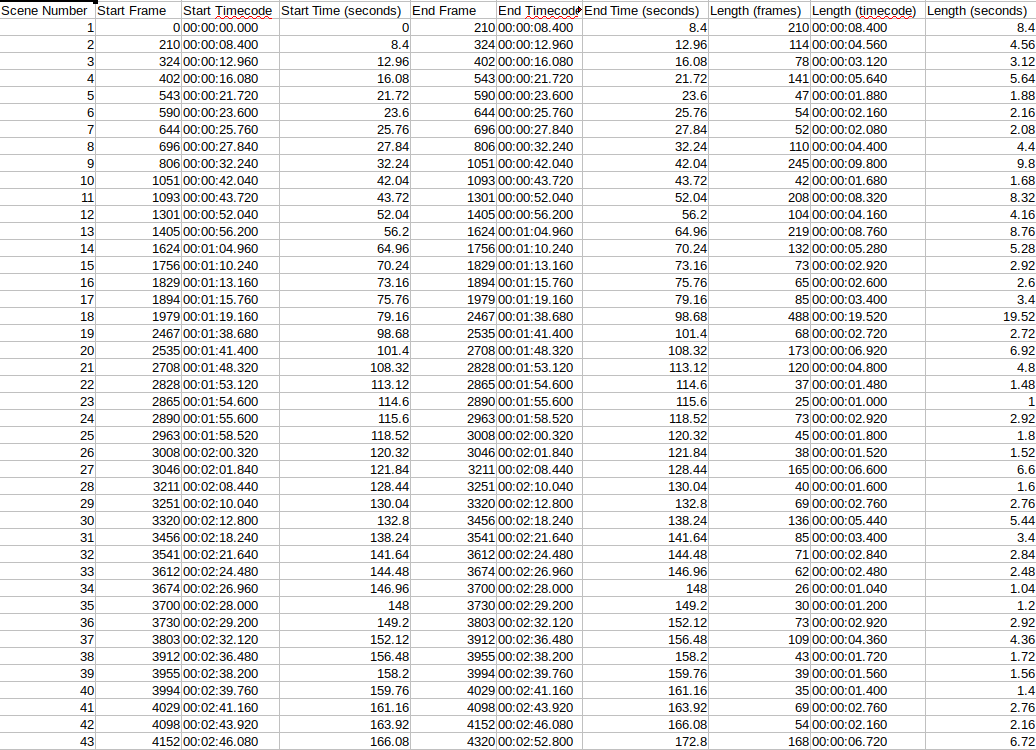 Scene Number Start Frame Start Timecode Start Time (seconds) End Frame End Timecode End Time (seconds) Length (frames) Length (timecode) Length (seconds)
1 0 00:00:00.000 0 210 00:00:08.400 8.4 210 00:00:08.400 8.4
2 210 00:00:08.400 8.4 324 00:00:12.960 12.96 114 00:00:04.560 4.56
3 324 00:00:12.960 12.96 402 00:00:16.080 16.08 78 00:00:03.120 3.12
4 402 00:00:16.080 16.08 543 00:00:21.720 21.72 141 00:00:05.640 5.64
5 543 00:00:21.720 21.72 590 00:00:23.600 23.6 47 00:00:01.880 1.88
6 590 00:00:23.600 23.6 644 00:00:25.760 25.76 54 00:00:02.160 2.16
7 644 00:00:25.760 25.76 696 00:00:27.840 27.84 52 00:00:02.080 2.08
8 696 00:00:27.840 27.84 806 00:00:32.240 32.24 110 00:00:04.400 4.4
9 806 00:00:32.240 32.24 1051 00:00:42.040 42.04 245 00:00:09.800 9.8
10 1051 00:00:42.040 42.04 1093 00:00:43.720 43.72 42 00:00:01.680 1.68
11 1093 00:00:43.720 43.72 1301 00:00:52.040 52.04 208 00:00:08.320 8.32
12 1301 00:00:52.040 52.04 1405 00:00:56.200 56.2 104 00:00:04.160 4.16
13 1405 00:00:56.200 56.2 1624 00:01:04.960 64.96 219 00:00:08.760 8.76
14 1624 00:01:04.960 64.96 1756 00:01:10.240 70.24 132 00:00:05.280 5.28
15 1756 00:01:10.240 70.24 1829 00:01:13.160 73.16 73 00:00:02.920 2.92
16 1829 00:01:13.160 73.16 1894 00:01:15.760 75.76 65 00:00:02.600 2.6
17 1894 00:01:15.760 75.76 1979 00:01:19.160 79.16 85 00:00:03.400 3.4
18 1979 00:01:19.160 79.16 2467 00:01:38.680 98.68 488 00:00:19.520 19.52
19 2467 00:01:38.680 98.68 2535 00:01:41.400 101.4 68 00:00:02.720 2.72
20 2535 00:01:41.400 101.4 2708 00:01:48.320 108.32 173 00:00:06.920 6.92
21 2708 00:01:48.320 108.32 2828 00:01:53.120 113.12 120 00:00:04.800 4.8
22 2828 00:01:53.120 113.12 2865 00:01:54.600 114.6 37 00:00:01.480 1.48
23 2865 00:01:54.600 114.6 2890 00:01:55.600 115.6 25 00:00:01.000 1
24 2890 00:01:55.600 115.6 2963 00:01:58.520 118.52 73 00:00:02.920 2.92
25 2963 00:01:58.520 118.52 3008 00:02:00.320 120.32 45 00:00:01.800 1.8
26 3008 00:02:00.320 120.32 3046 00:02:01.840 121.84 38 00:00:01.520 1.52
27 3046 00:02:01.840 121.84 3211 00:02:08.440 128.44 165 00:00:06.600 6.6
28 3211 00:02:08.440 128.44 3251 00:02:10.040 130.04 40 00:00:01.600 1.6
29 3251 00:02:10.040 130.04 3320 00:02:12.800 132.8 69 00:00:02.760 2.76
30 3320 00:02:12.800 132.8 3456 00:02:18.240 138.24 136 00:00:05.440 5.44
31 3456 00:02:18.240 138.24 3541 00:02:21.640 141.64 85 00:00:03.400 3.4
32 3541 00:02:21.640 141.64 3612 00:02:24.480 144.48 71 00:00:02.840 2.84
33 3612 00:02:24.480 144.48 3674 00:02:26.960 146.96 62 00:00:02.480 2.48
34 3674 00:02:26.960 146.96 3700 00:02:28.000 148 26 00:00:01.040 1.04
35 3700 00:02:28.000 148 3730 00:02:29.200 149.2 30 00:00:01.200 1.2
36 3730 00:02:29.200 149.2 3803 00:02:32.120 152.12 73 00:00:02.920 2.92
37 3803 00:02:32.120 152.12 3912 00:02:36.480 156.48 109 00:00:04.360 4.36
38 3912 00:02:36.480 156.48 3955 00:02:38.200 158.2 43 00:00:01.720 1.72
39 3955 00:02:38.200 158.2 3994 00:02:39.760 159.76 39 00:00:01.560 1.56
40 3994 00:02:39.760 159.76 4029 00:02:41.160 161.16 35 00:00:01.400 1.4
41 4029 00:02:41.160 161.16 4098 00:02:43.920 163.92 69 00:00:02.760 2.76
42 4098 00:02:43.920 163.92 4152 00:02:46.080 166.08 54 00:00:02.160 2.16
43 4152 00:02:46.080 166.08 4320 00:02:52.800 172.8 168 00:00:06.720 6.72